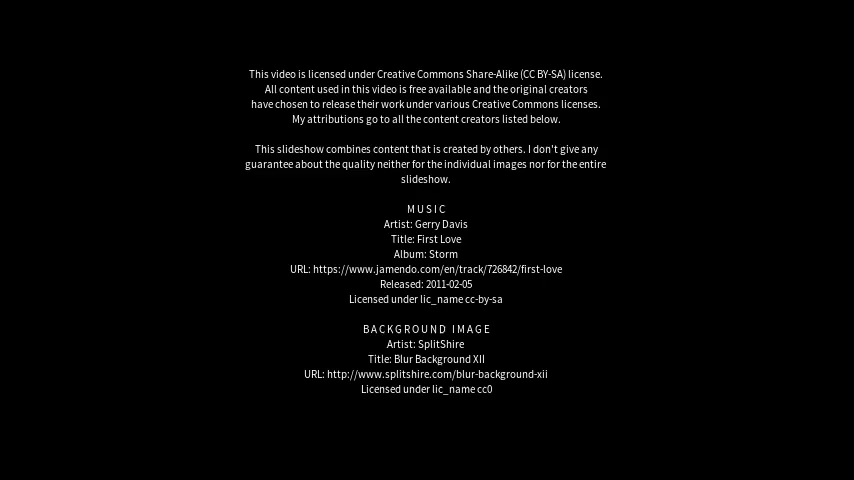 This video is licensed under Creative Commons Share-Alike (CC BY-SA) license.
All content used in this video is free available and the original creators
have chosen to release their work under various Creative Commons licenses.
My attributions go to all the content creators listed below.
This slideshow combines content that is created by others. I don't give any
guarantee about the quality neither for the individual images nor for the entire
slideshow.
MUSIC
Artist: Gerry Davis
Title: First Love
Album: Storm
URL: https://www.jamendo.com/en/track/726842/first-love
Released: 2011-02-05
Licensed under lic_name cc-by-sa
BACKGROUND IMAGE
Artist: SplitShire
Title: Blur Background XII
URL: http://www.splitshire.com/blur-background-xii
Licensed under lic_name cc0